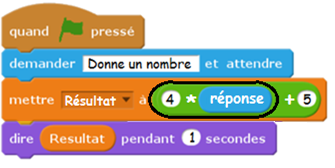 quand pressé
demander Donne un nombre et attendre
mettre Résultat à 4 * réponse + 5
dire Résultat pendant 1 secondes